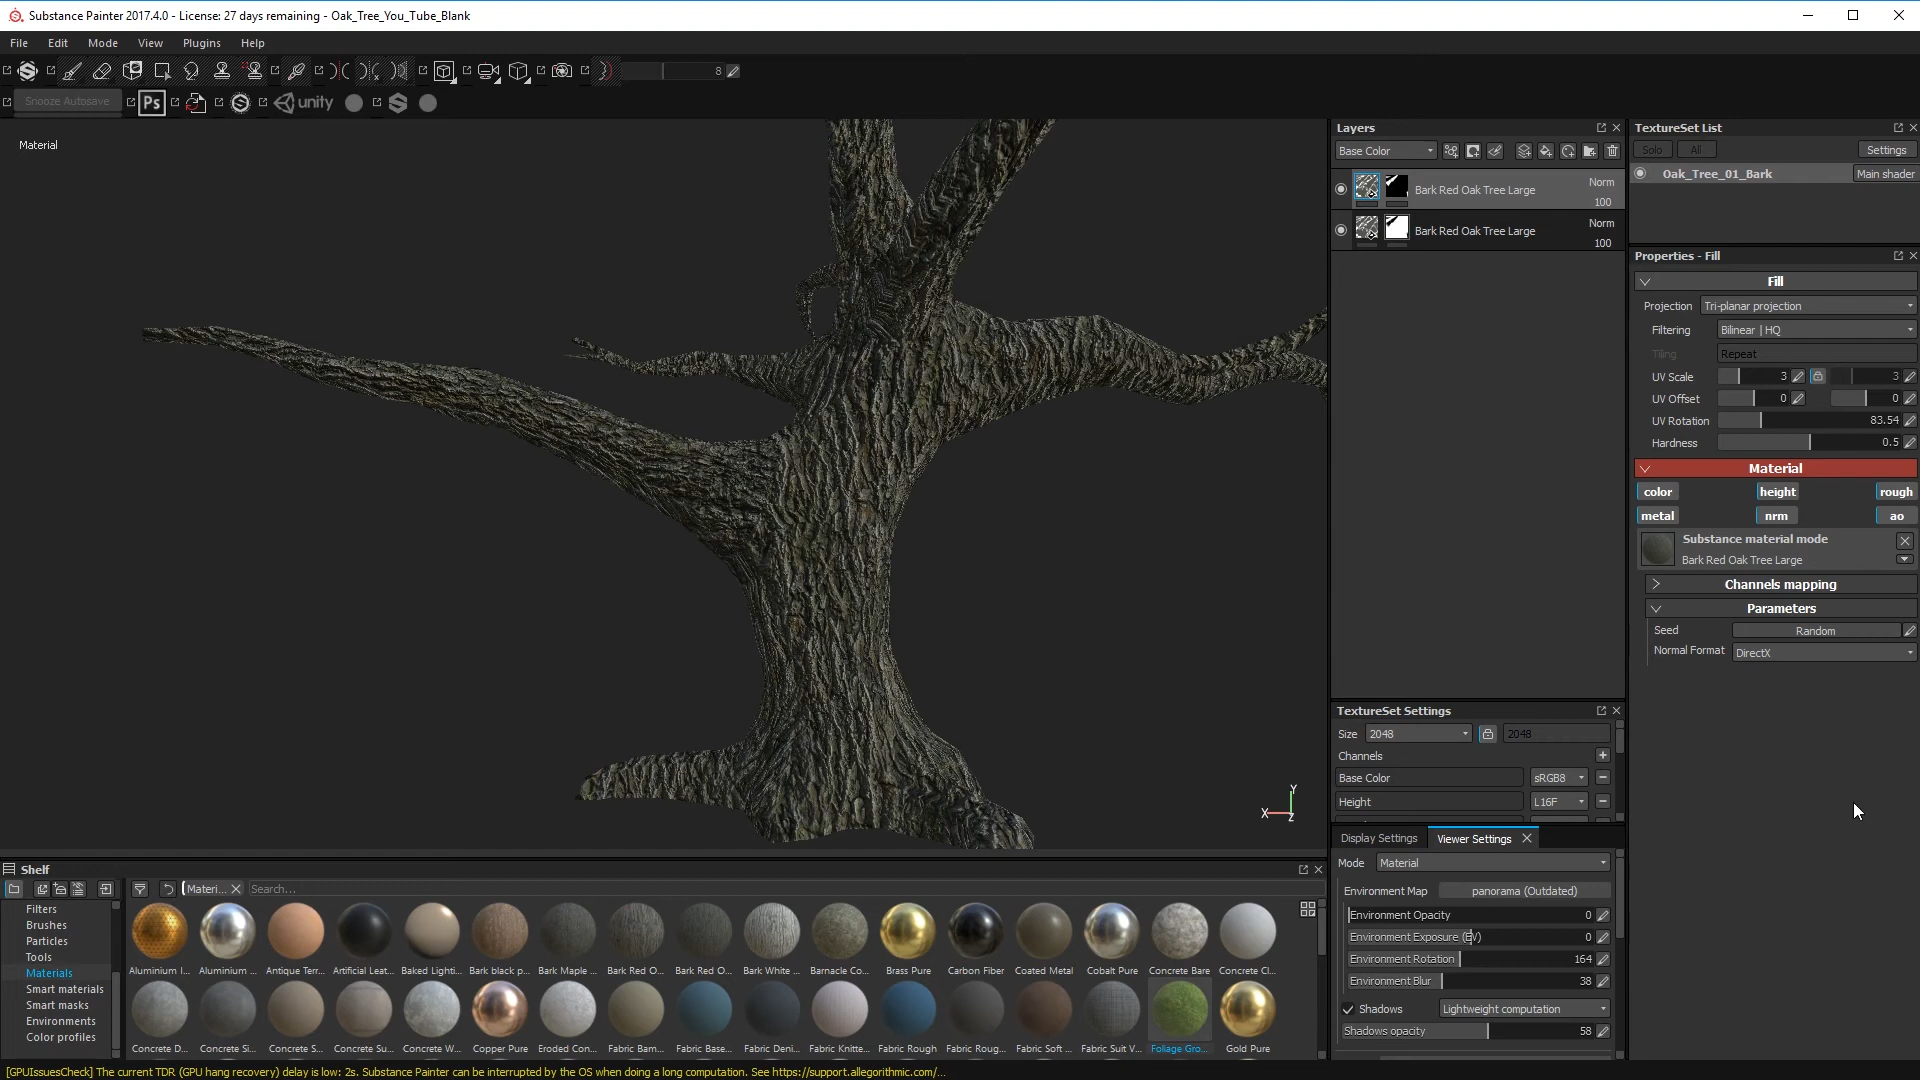 Substance Painter 2017.4.0 - License: 27 days remaining - Oak_Tree_You_Tube_Blank
File Edit Mode View Plugins Help
8
Snooze Autosave Ps unity
Material
Layers
Base Color
Bark Red Oak Tree Large Norm
100
Bark Red Oak Tree Large Norm
100
TextureSet List
Solo All Settings
Oak_Tree_01_Bark Main shader
Properties - Fill
Fill
Projection Tri-planar projection
Filtering Bilinear | HQ
Tiling Repeat
UV Scale 3 3
UV Offset 0 0
UV Rotation 83.54
Hardness 0.5
Material
color height rough
metal nrm ao
Substance material mode
Bark Red Oak Tree Large
Channels mapping
Parameters
Seed Random
Normal Format DirectX
X Y Z
TextureSet Settings
Size 2048 2048
Channels
Base Color sRGB8
Height L16F
Display Settings Viewer Settings
Mode Material
Environment Map panorama (Outdated)
Environment Opacity 0
Environment Exposure (EV) 0
Environment Rotation 164
Environment Blur 38
Shadows Lightweight computation
Shadows opacity 58
Shelf
Materi... Search...
Filters
Brushes
Particles
Tools
Materials
Smart materials
Smart masks
Environments
Color profiles
Aluminium I... Aluminium ... Antique Terr... Artificial Leat... Baked Lighti... Bark black p... Bark Maple ... Bark Red O... Bark Red O... Bark White ... Barnacle Co... Brass Pure Carbon Fiber Coated Metal Cobalt Pure Concrete Bare Concrete Cl...
Concrete D... Concrete Si... Concrete S... Concrete Su... Concrete W... Copper Pure Eroded Con... Fabric Bam... Fabric Base... Fabric Deni... Fabric Knitte... Fabric Rough Fabric Roug... Fabric Soft ... Fabric Suit V... Foliage Gro... Gold Pure
[GPUIssuesCheck] The current TDR (GPU hang recovery) delay is low: 2s. Substance Painter can be interrupted by the OS when doing a long computation. See https://support.allegorithmic.com/...